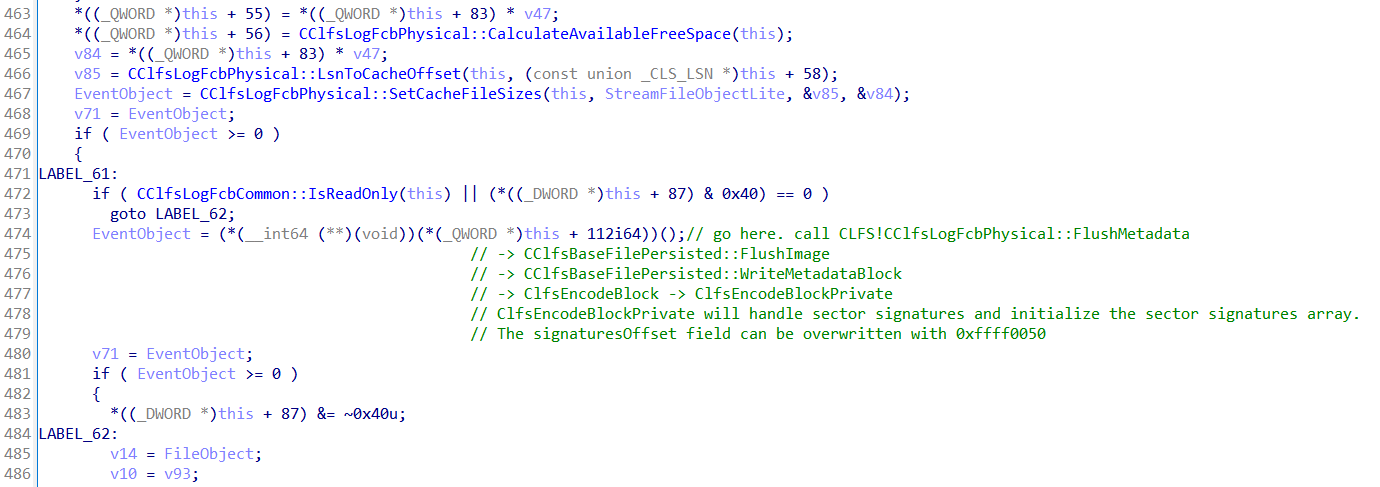 463 *((_QWORD *)this + 55) = *((_QWORD *)this + 83) * v47;
464 *((_QWORD *)this + 56) = CClfsLogFcbPhysical::CalculateAvailableFreeSpace(this);
465 v84 = *((_QWORD *)this + 83) * v47;
466 v85 = CClfsLogFcbPhysical::LsnToCacheOffset(this, (const union _CLS_LSN *)this + 58);
467 EventObject = CClfsLogFcbPhysical::SetCacheFileSizes(this, StreamFileObjectLite, &v85, &v84);
468 v71 = EventObject;
469 if ( EventObject >= 0 )
470 {
471 LABEL_61:
472 if ( CClfsLogFcbCommon::IsReadOnly(this) || (*((_DWORD *)this + 87) & 0x40) == 0 )
473 goto LABEL_62;
474 EventObject = (*(__int64 (**)(void))(*(_QWORD *)this + 112i64))();// go here. call CLFS!CClfsLogFcbPhysical::FlushMetadata
475 // -> CClfsBaseFilePersisted::FlushImage
476 // -> CClfsBaseFilePersisted::WriteMetadataBlock
477 // -> ClfsEncodeBlock -> ClfsEncodeBlockPrivate
478 // ClfsEncodeBlockPrivate will handle sector signatures and initialize the sector signatures array.
479 // The signaturesOffset field can be overwritten with 0xffff0050
480 v71 = EventObject;
481 if ( EventObject >= 0 )
482 {
483 *((_DWORD *)this + 87) &= ~0x40u;
484 LABEL_62:
485 v14 = FileObject;
486 v10 = v93;